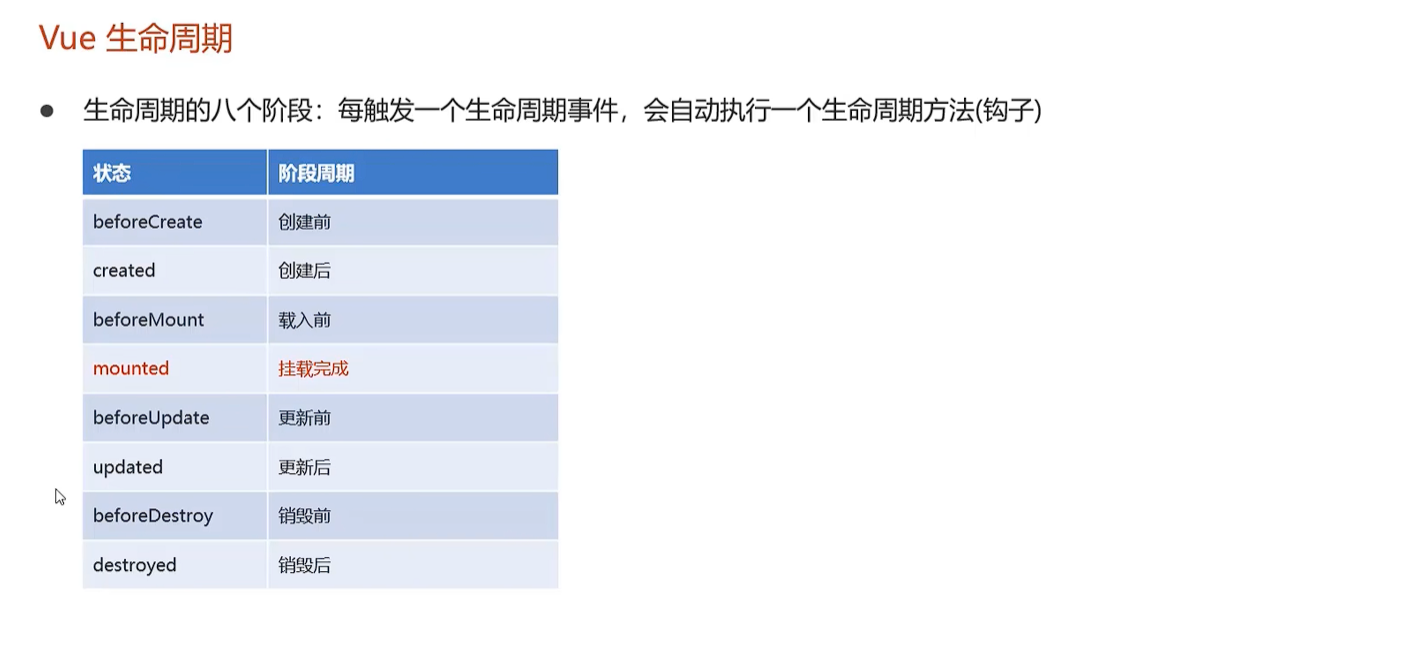 Vue 生命周期
● 生命周期的八个阶段：每触发一个生命周期事件，会自动执行一个生命周期方法(钩子)
状态 阶段周期
beforeCreate 创建前
created 创建后
beforeMount 载入前
mounted 挂载完成
beforeUpdate 更新前
updated 更新后
beforeDestroy 销毁前
destroyed 销毁后